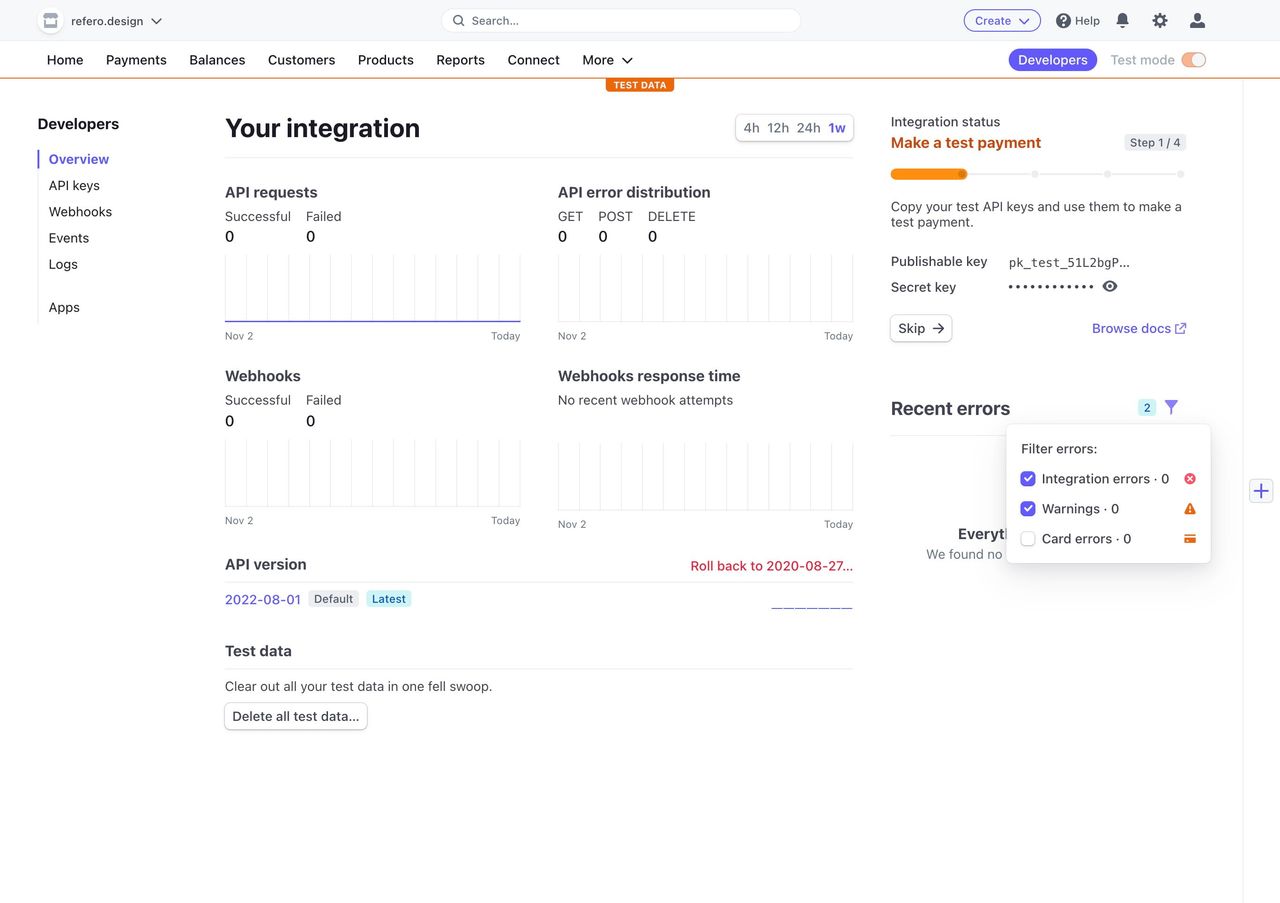 refero.design
Search...
Create
Help
Home Payments Balances Customers Products Reports Connect More
Developers Test mode
TEST DATA
Developers
Overview
API keys
Webhooks
Events
Logs
Apps
Your integration
4h 12h 24h 1w
API requests
Successful Failed
0 0
Nov 2 Today
API error distribution
GET POST DELETE
0 0 0
Nov 2 Today
Webhooks
Successful Failed
0 0
Nov 2 Today
Webhooks response time
No recent webhook attempts
Nov 2 Today
API version
Roll back to 2020-08-27...
2022-08-01 Default Latest
Test data
Clear out all your test data in one fell swoop.
Delete all test data...
Integration status
Make a test payment Step 1 / 4
Copy your test API keys and use them to make a
test payment.
Publishable key pk_test_51L2bgP...
Secret key ••••••••••••
Skip → Browse docs
Recent errors 2
Filter errors:
Integration errors · 0
Warnings · 0
Card errors · 0
We found no